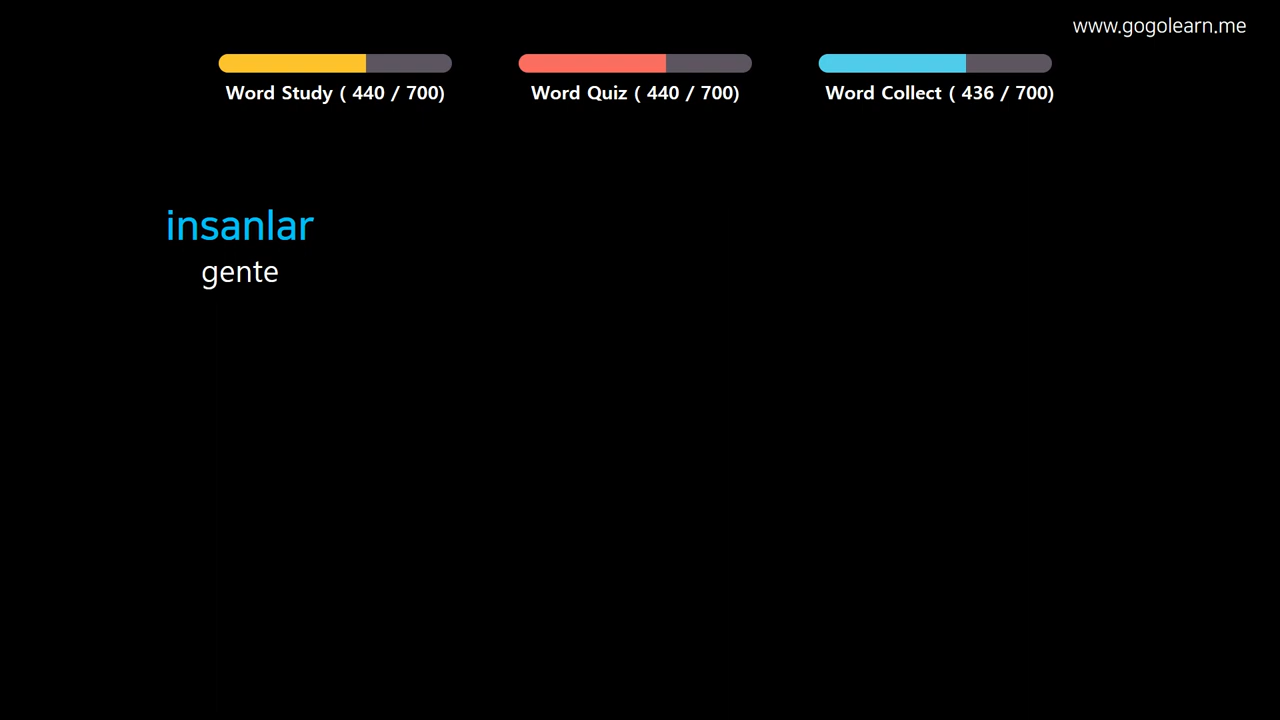 www.gogolearn.me
Word Study ( 440 / 700)
Word Quiz ( 440 / 700)
Word Collect ( 436 / 700)
insanlar
gente